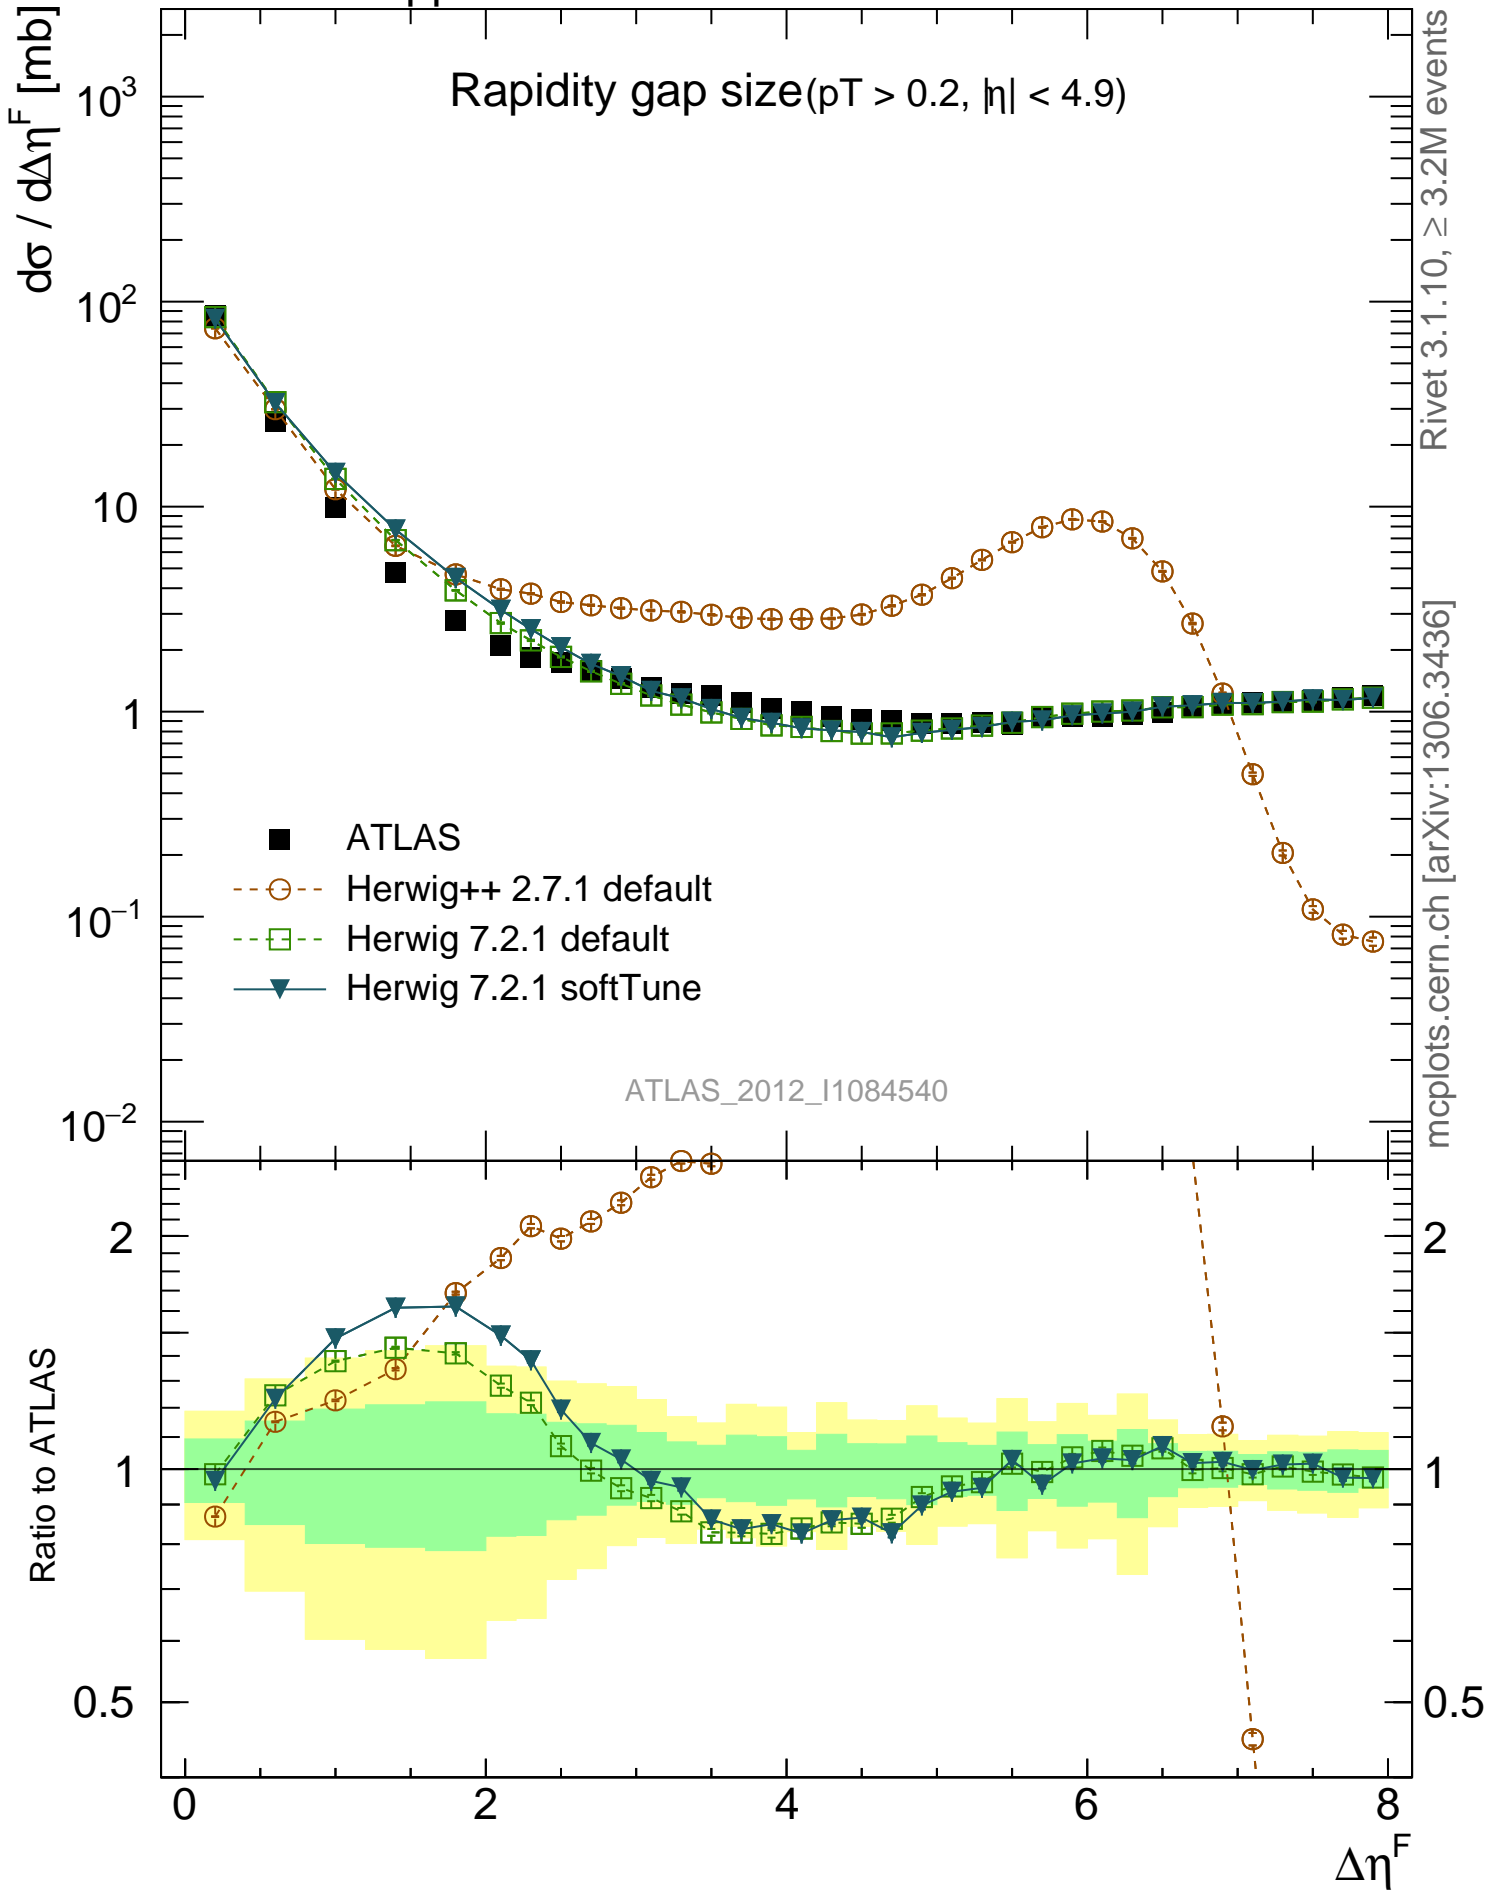 Rapidity gap size(pT > 0.2, |η| < 4.9)
dσ / dΔη^F [mb]
10^3
10^2
10
1
10^−1
10^−2
ATLAS
Herwig++ 2.7.1 default
Herwig 7.2.1 default
Herwig 7.2.1 softTune
ATLAS_2012_I1084540
Rivet 3.1.10, ≥ 3.2M events
mcplots.cern.ch [arXiv:1306.3436]
Ratio to ATLAS
2
1
0.5
2
1
0.5
0 2 4 6 8
Δη^F